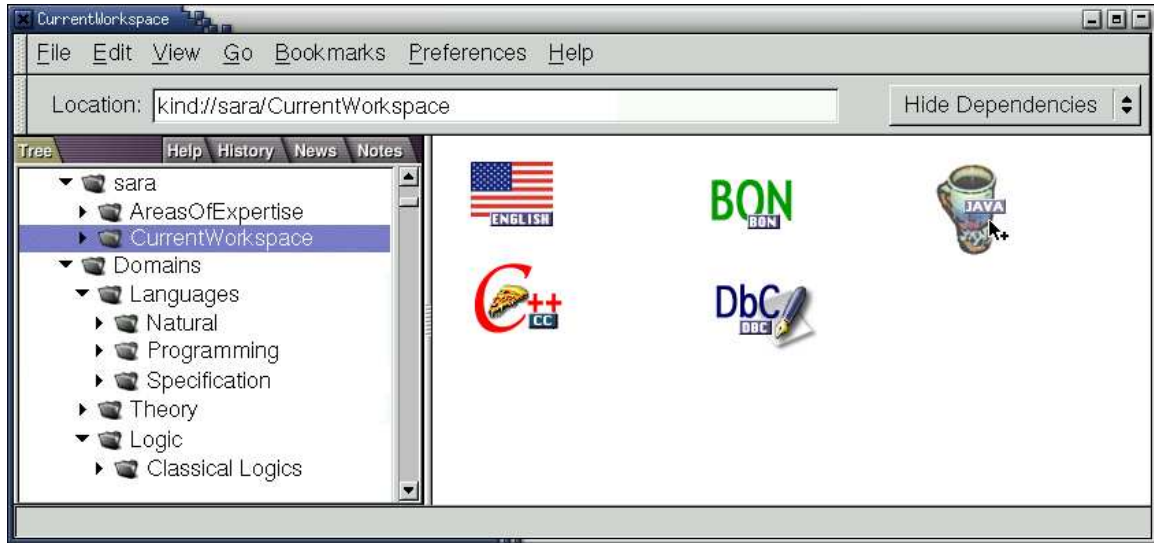 CurrentWorkspace
File Edit View Go Bookmarks Preferences Help
Location: kind://sara/CurrentWorkspace Hide Dependencies
Tree Help History News Notes
sara
AreasOfExpertise
CurrentWorkspace
Domains
Languages
Natural
Programming
Specification
Theory
Logic
Classical Logics
ENGLISH
BON
BON
JAVA
C++
CC
DbC
DBC